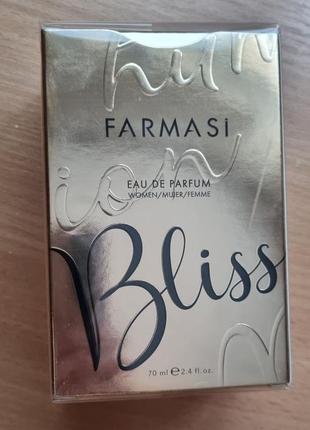 FARMASi
EAU DE PARFUM
WOMEN/MUJER/FEMME
Bliss
70 ml ℮ 2.4 fl.oz.